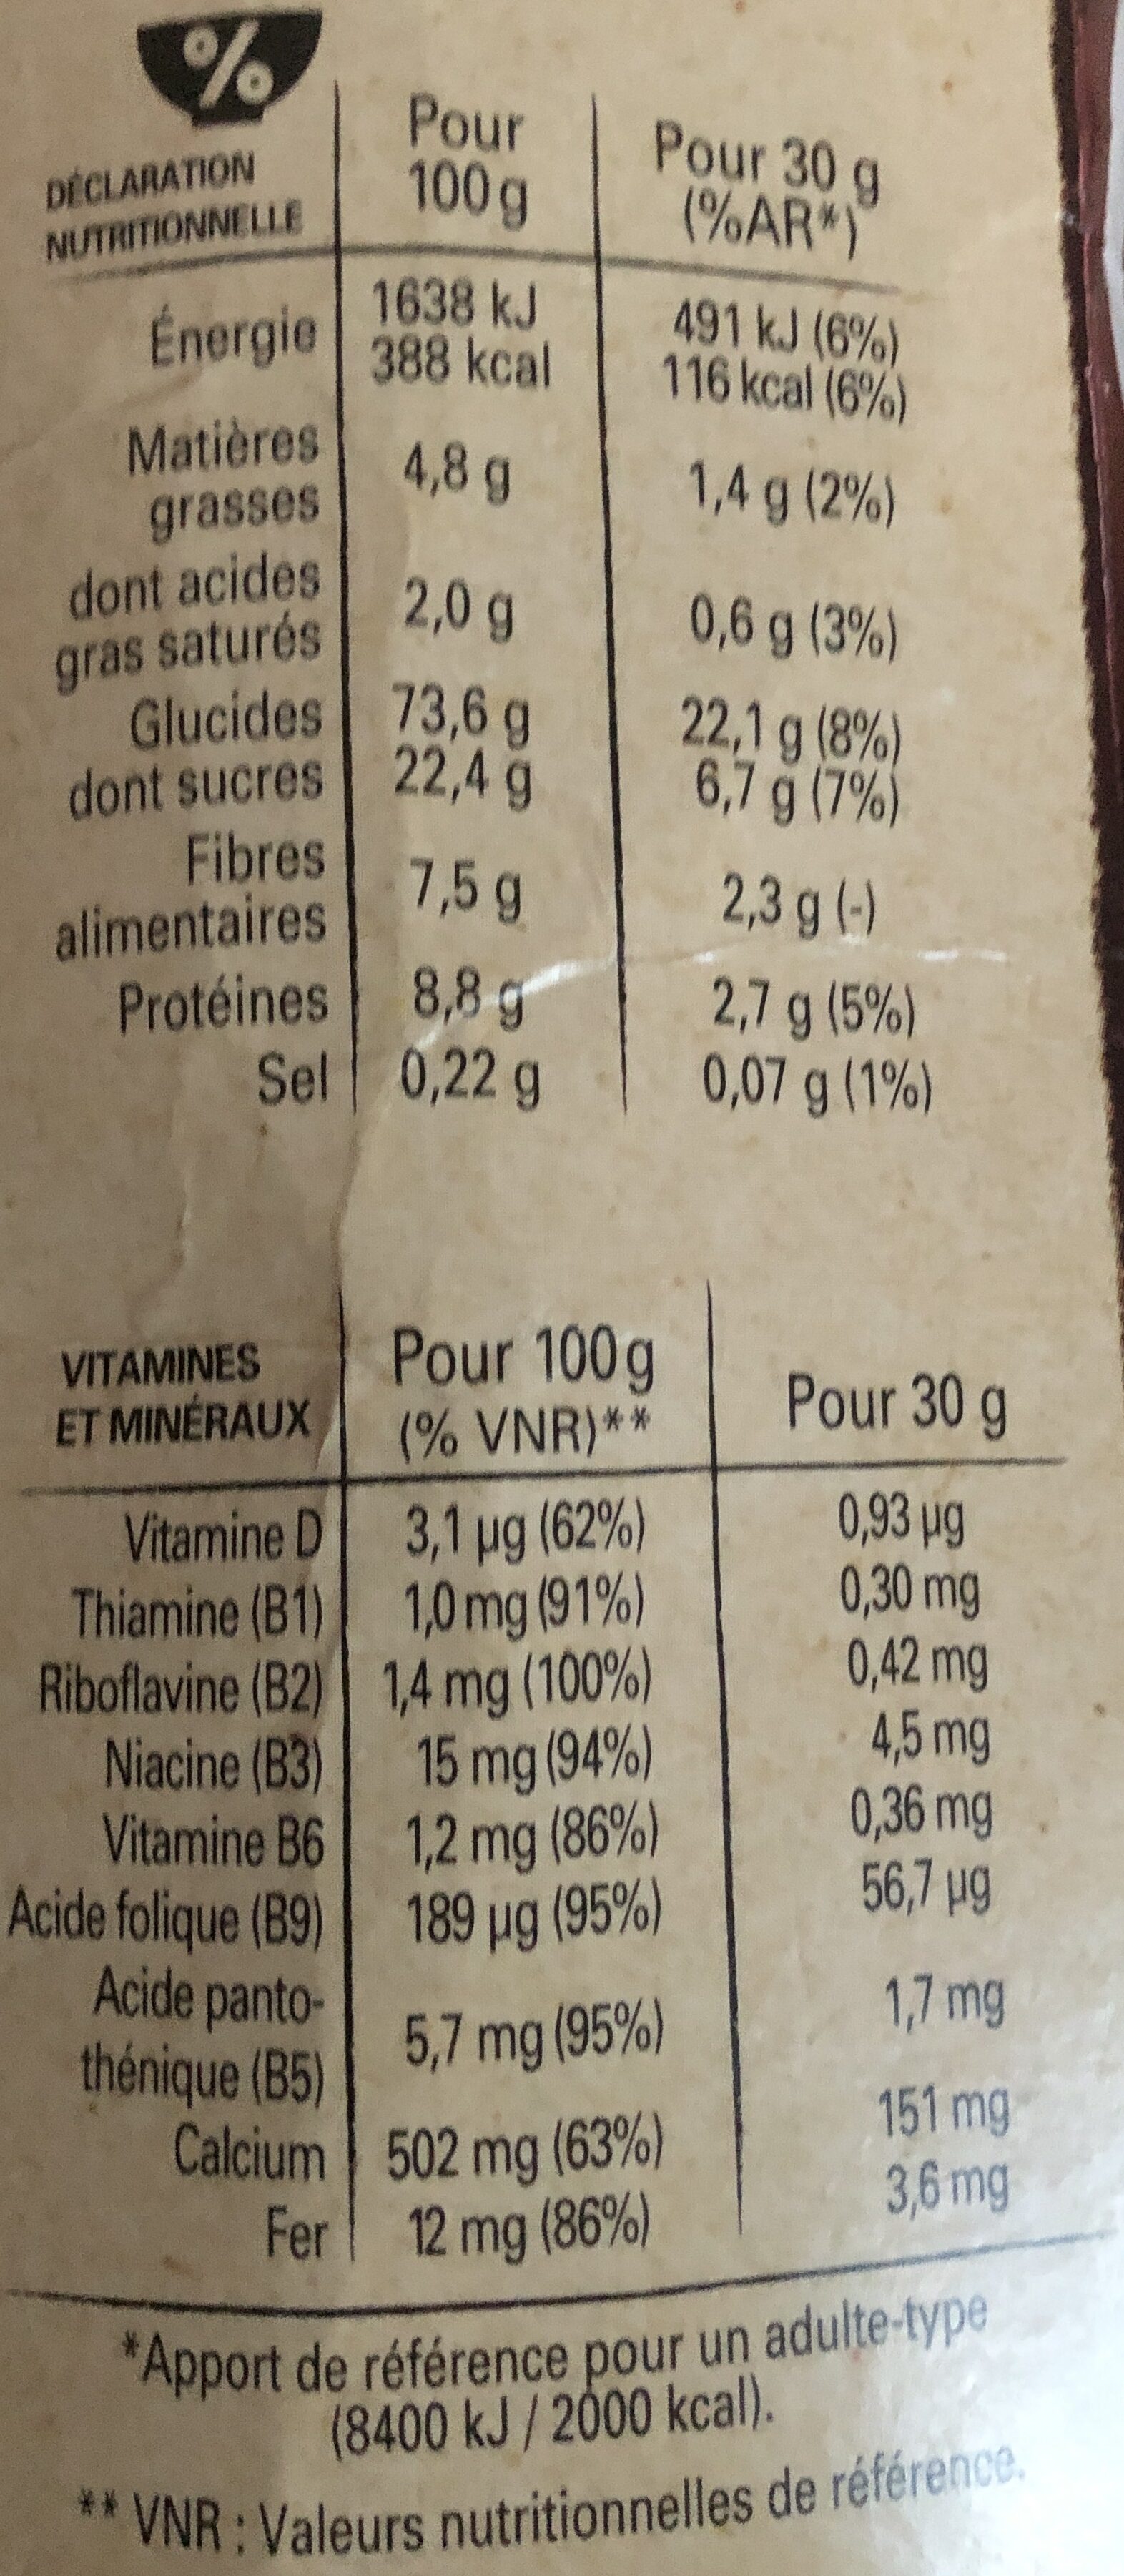 %
DÉCLARATION
NUTRITIONNELLE
Pour
100g
Pour 30 g
(%AR*)
Énergie
1638 kJ
388 kcal
491 kJ (6%)
116 kcal (6%)
Matières
grasses
4,8 g
1,4 g (2%)
dont acides
gras saturés
2,0 g
0,6 g (3%)
Glucides
73,6 g
22,1 g (8%)
dont sucres
22,4 g
6,7 g (7%)
Fibres
alimentaires
7,5 g
2,3 g (-)
Protéines
8,8 g
2,7 g (5%)
Sel
0,22 g
0,07 g (1%)
VITAMINES
ET MINÉRAUX
Pour 100g
(% VNR)**
Pour 30 g
Vitamine D
3,1 µg (62%)
0,93 µg
Thiamine (B1)
1,0 mg (91%)
0,30 mg
Riboflavine (B2)
1,4 mg (100%)
0,42 mg
Niacine (B3)
15 mg (94%)
4,5 mg
Vitamine B6
1,2 mg (86%)
0,36 mg
Acide folique (B9)
189 µg (95%)
56,7 µg
Acide panto-
thénique (B5)
5,7 mg (95%)
1,7 mg
Calcium
502 mg (63%)
151 mg
Fer
12 mg (86%)
3,6 mg
*Apport de référence pour un adulte-type
(8400 kJ / 2000 kcal).
** VNR : Valeurs nutritionnelles de référence.